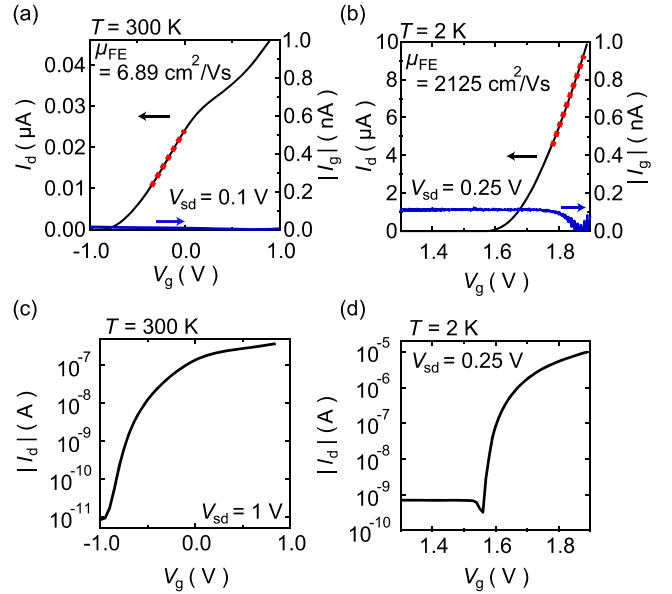 (a)
T = 300 K
μFE
= 6.89 cm²/Vs
Vsd = 0.1 V
0.04
0.03
0.02
0.01
0.00
Id ( μA )
1.0
0.8
0.6
0.4
0.2
0.0
| Ig | ( nA )
-1.0
0.0
1.0
Vg ( V )
(b)
T = 2 K
μFE
= 2125 cm²/Vs
Vsd = 0.25 V
10
8
6
4
2
0
Id ( μA )
1.0
0.8
0.6
0.4
0.2
0.0
| Ig | ( nA )
1.4
1.6
1.8
Vg ( V )
(c)
T = 300 K
10⁻⁷
10⁻⁸
10⁻⁹
10⁻¹⁰
10⁻¹¹
| Id | ( A )
Vsd = 1 V
-1.0
0.0
1.0
Vg ( V )
(d)
T = 2 K
Vsd = 0.25 V
10⁻⁵
10⁻⁶
10⁻⁷
10⁻⁸
10⁻⁹
10⁻¹⁰
| Id | ( A )
1.4
1.6
1.8
Vg ( V )